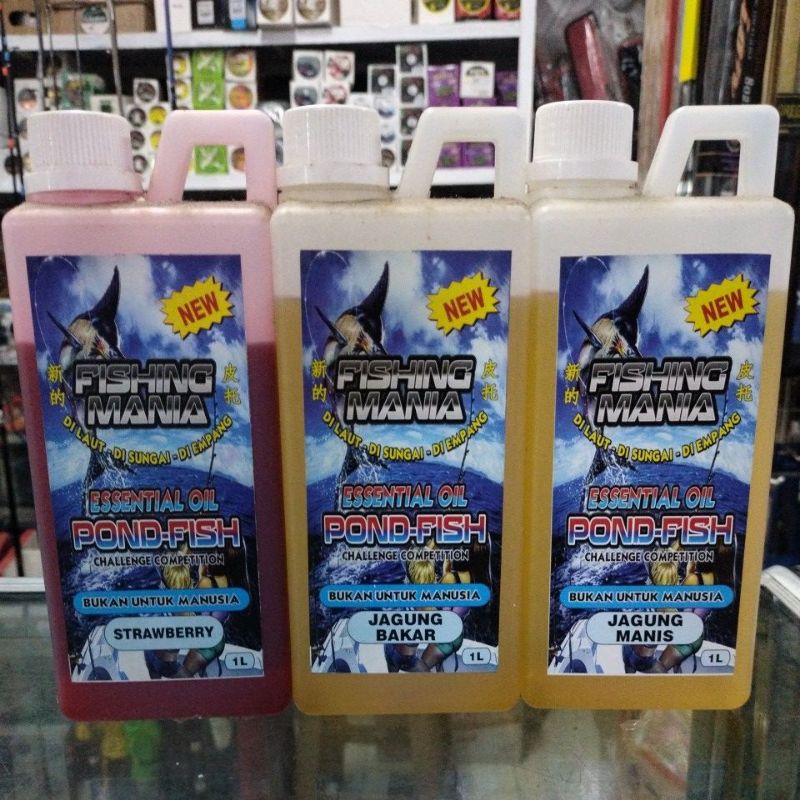 NEW
新的
皮托
FISHING
MANIA
DI LAUT - DI SUNGAI - DI EMPANG
ESSENTIAL OIL
POND-FISH
CHALLENGE COMPETITION
BUKAN UNTUK MANUSIA
STRAWBERRY
1 L
NEW
新的
皮托
FISHING
MANIA
DI LAUT - DI SUNGAI - DI EMPANG
ESSENTIAL OIL
POND-FISH
CHALLENGE COMPETITION
BUKAN UNTUK MANUSIA
JAGUNG
BAKAR
1 L
NEW
新的
皮托
FISHING
MANIA
DI LAUT - DI SUNGAI - DI EMPANG
ESSENTIAL OIL
POND-FISH
CHALLENGE COMPETITION
BUKAN UNTUK MANUSIA
JAGUNG
MANIS
1 L